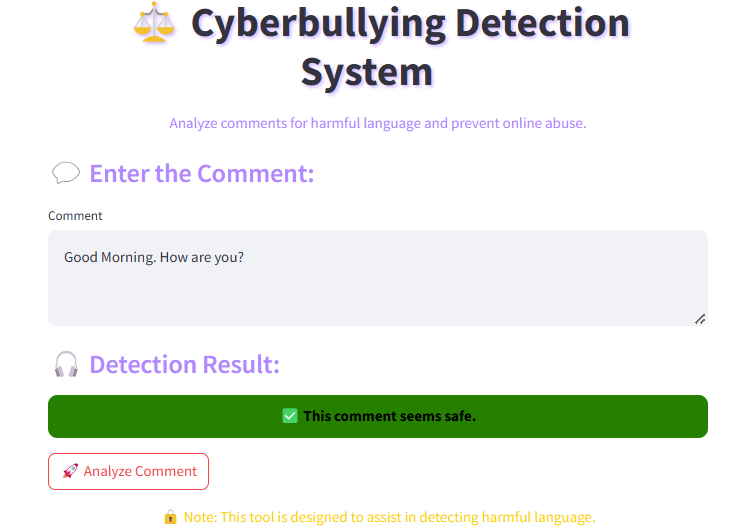 ⚖️ Cyberbullying Detection
System
Analyze comments for harmful language and prevent online abuse.
💬 Enter the Comment:
Comment
Good Morning. How are you?
🎧 Detection Result:
✅ This comment seems safe.
🚀 Analyze Comment
🔒 Note: This tool is designed to assist in detecting harmful language.